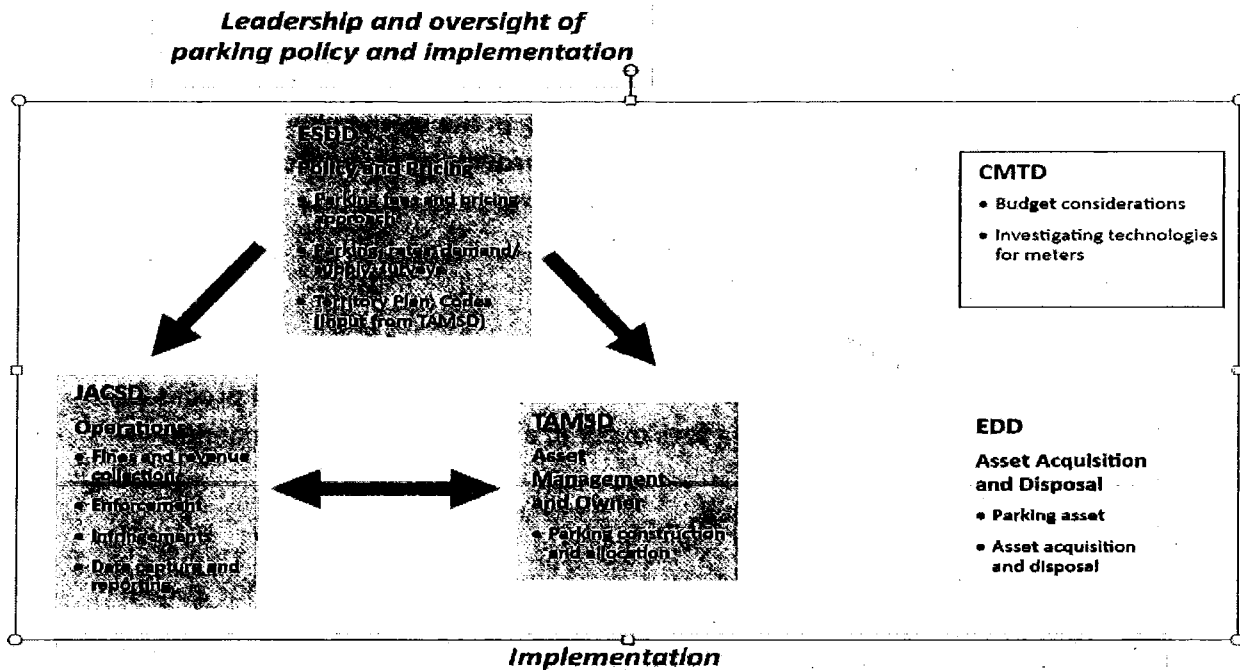 Leadership and oversight of
parking policy and implementation
ESDD
Policy and Pricing
• Parking fees and pricing
approach
• Parking rates, demand/
supply surveys
• Territory Plan, Codes
(Input from TAMSD)
CMTD
• Budget considerations
• Investigating technologies
for meters
JACSD
Operations
• Fines and revenue
collection
• Enforcement
• Infringements
• Data capture and
reporting
TAMSD
Asset
Management
and Owner
• Parking construction
and allocation
EDD
Asset Acquisition
and Disposal
• Parking asset
• Asset acquisition
and disposal
Implementation